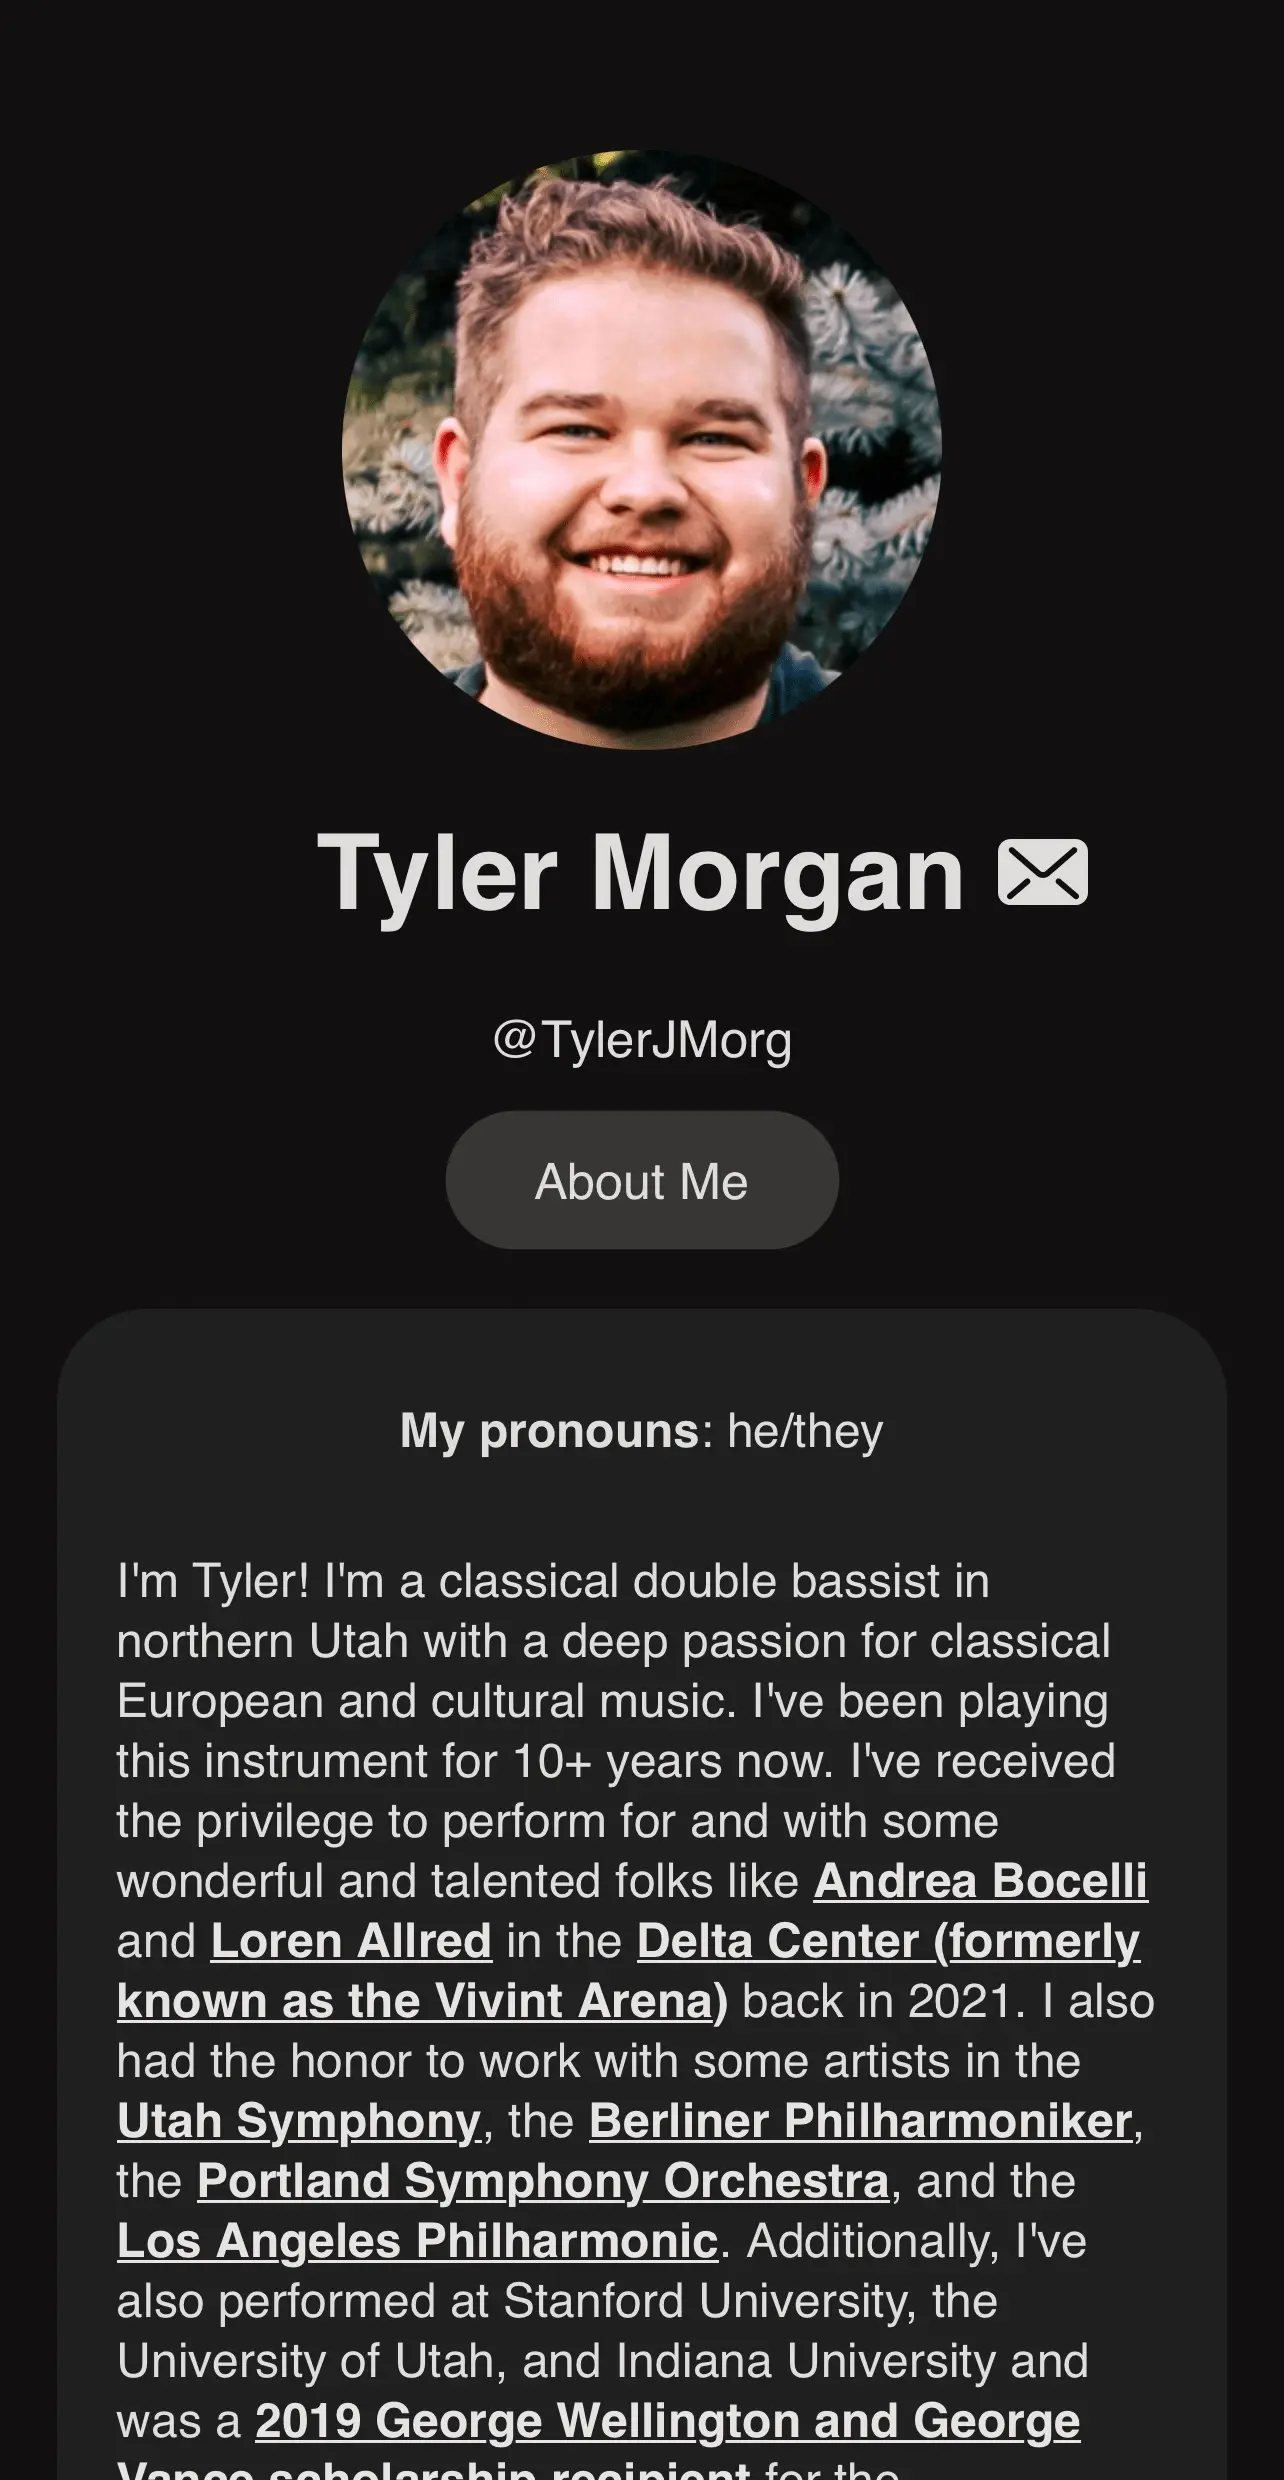 Tyler Morgan
@TylerJMorg
About Me
My pronouns: he/they
I'm Tyler! I'm a classical double bassist in
northern Utah with a deep passion for classical
European and cultural music. I've been playing
this instrument for 10+ years now. I've received
the privilege to perform for and with some
wonderful and talented folks like Andrea Bocelli
and Loren Allred in the Delta Center (formerly
known as the Vivint Arena) back in 2021. I also
had the honor to work with some artists in the
Utah Symphony, the Berliner Philharmoniker,
the Portland Symphony Orchestra, and the
Los Angeles Philharmonic. Additionally, I've
also performed at Stanford University, the
University of Utah, and Indiana University and
was a 2019 George Wellington and George
Vance scholarship recipient for the